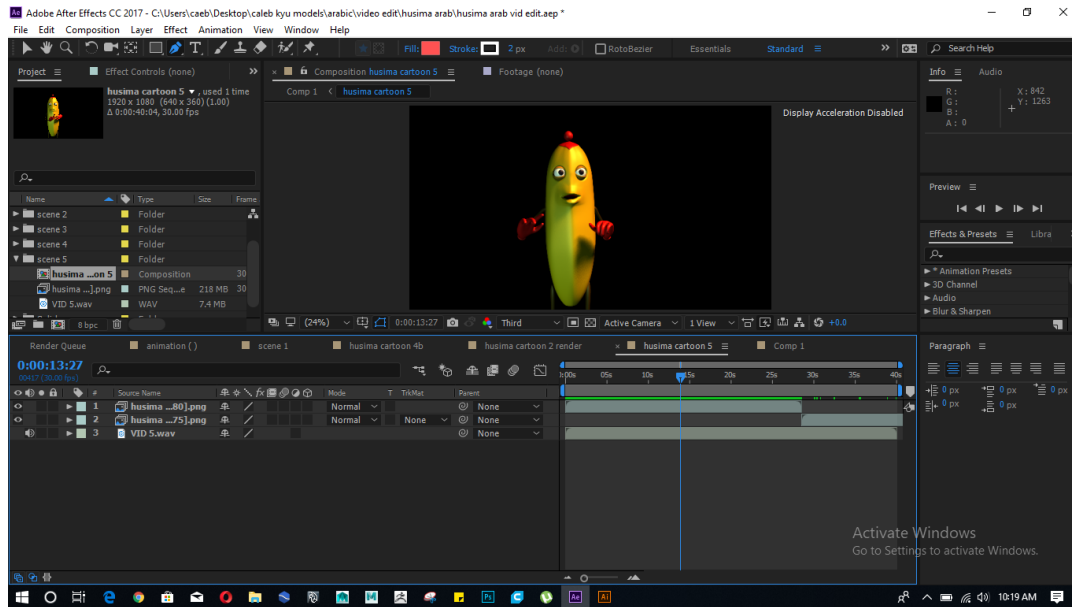 Adobe After Effects CC 2017 - C:\Users\caeb\Desktop\caleb kyu models\arabic\video edit\husima arab\husima arab vid edit.aep *
File Edit Composition Layer Effect Animation View Window Help
Fill: Stroke: 2 px Add: RotoBezier Essentials Standard Search Help
Project Effect Controls (none) Composition husima cartoon 5 Footage (none) Info Audio
Comp 1 husima cartoon 5
husima cartoon 5 , used 1 time
1920 x 1080 (640 x 360) (1.00)
Δ 0:00:40:04, 30.00 fps
Display Acceleration Disabled
R: X: 842
G: Y: 1263
B:
A: 0
Preview
Effects & Presets Libra
* Animation Presets
3D Channel
Audio
Blur & Sharpen
Name Type Size Frame
scene 2 Folder
scene 3 Folder
scene 4 Folder
scene 5 Folder
husima ...on 5 Composition 30
husima ...].png PNG Seq...e 218 MB 30
VID 5.wav WAV 7.4 MB
8 bpc
(24%) 0:00:13:27 Third Active Camera 1 View +0.0
Render Queue animation ( ) scene 1 husima cartoon 4b husima cartoon 2 render husima cartoon 5 Comp 1 Paragraph
0:00:13:27
00417 (30.00 fps)
05s 10s 15s 20s 25s 30s 35s 40s
# Source Name Mode T TrkMat Parent
1 husima ...80].png Normal None
2 husima ...75].png Normal None None
3 VID 5.wav None
0 px 0 px 0 px
0 px 0 px
Activate Windows
Go to Settings to activate Windows.
10:19 AM